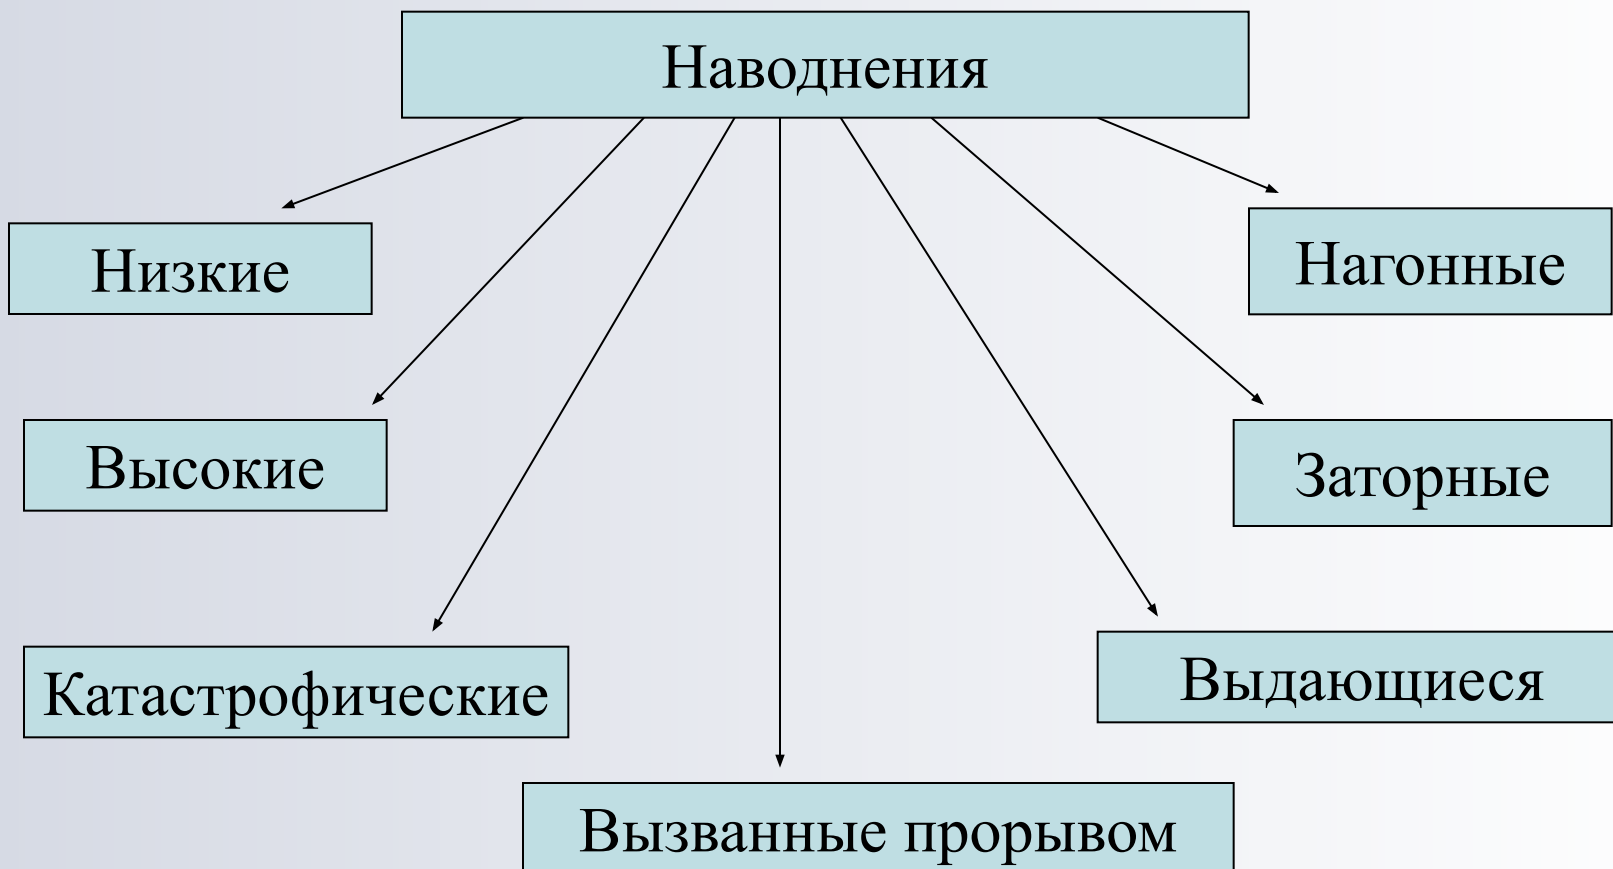 Наводнения
Низкие
Нагонные
Высокие
Заторные
Катастрофические
Выдающиеся
Вызванные прорывом